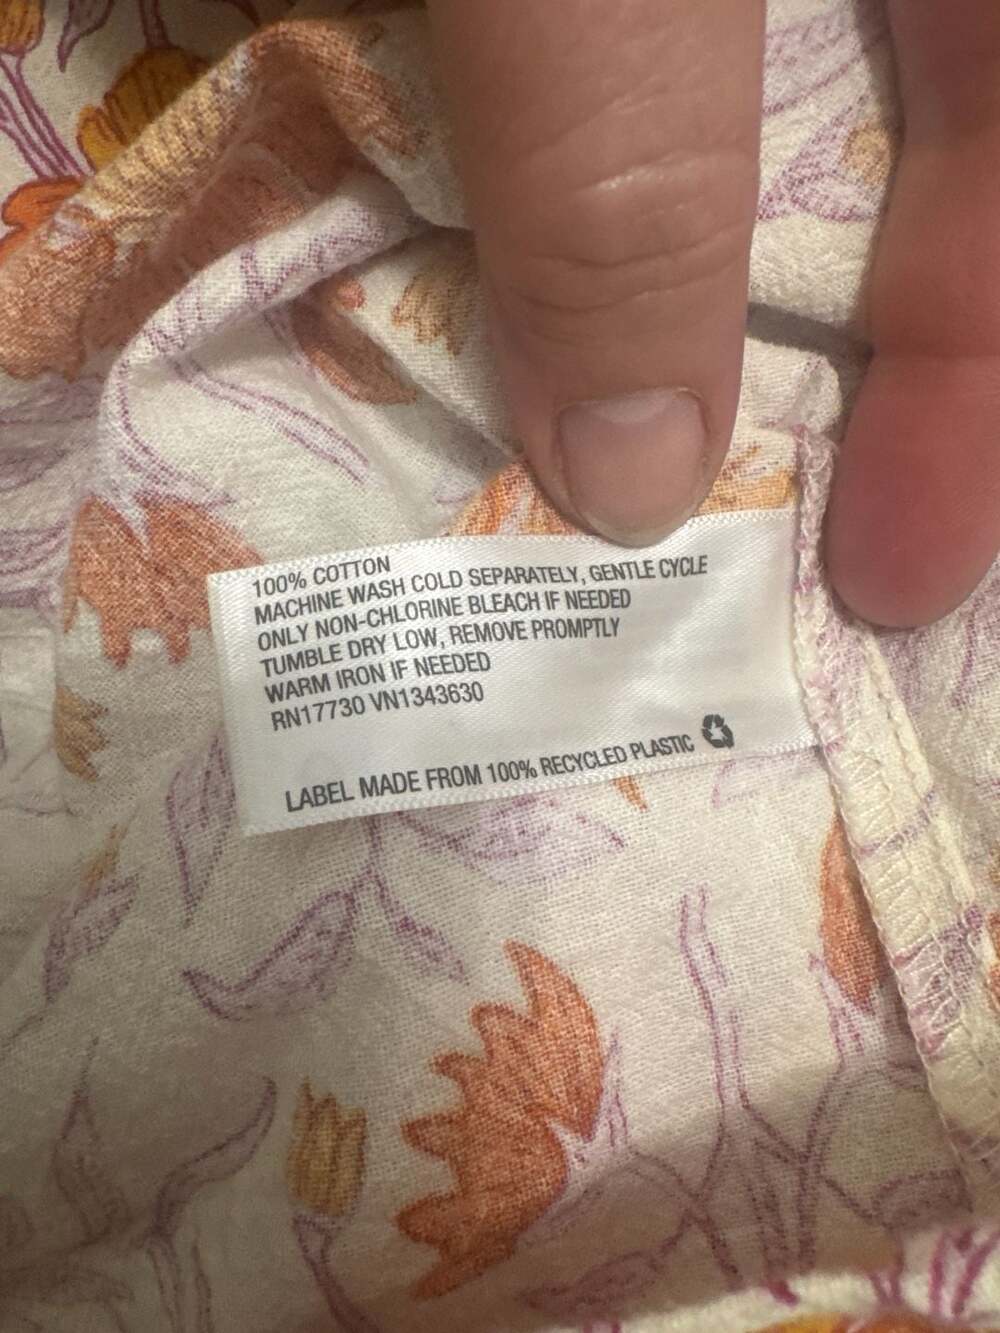 100% COTTON
MACHINE WASH COLD SEPARATELY, GENTLE CYCLE
ONLY NON-CHLORINE BLEACH IF NEEDED
TUMBLE DRY LOW, REMOVE PROMPTLY
WARM IRON IF NEEDED
RN17730 VN1343630
LABEL MADE FROM 100% RECYCLED PLASTIC